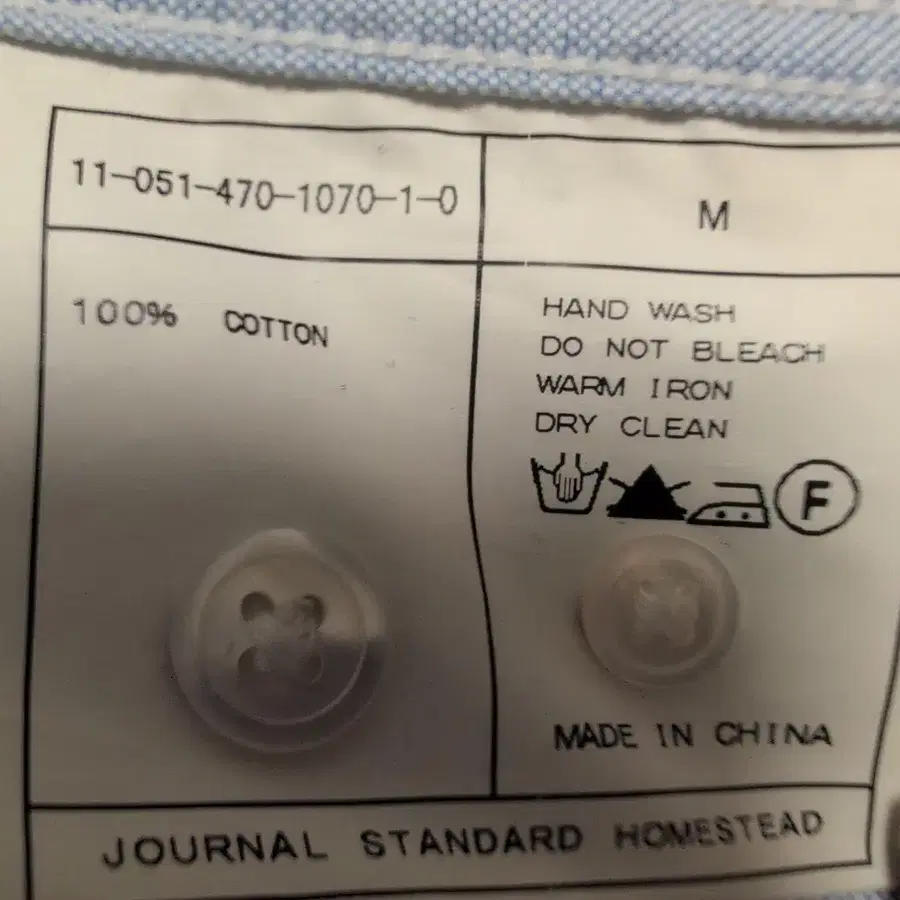 11-051-470-1070-1-0
M
100% COTTON
HAND WASH
DO NOT BLEACH
WARM IRON
DRY CLEAN
F
MADE IN CHINA
JOURNAL STANDARD HOMESTEAD